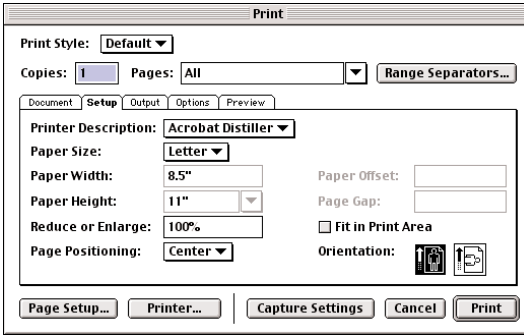 Print
Print Style: Default
Copies: 1 Pages: All Range Separators...
Document Setup Output Options Preview
Printer Description: Acrobat Distiller
Paper Size: Letter
Paper Width: 8.5" Paper Offset:
Paper Height: 11" Page Gap:
Reduce or Enlarge: 100% Fit in Print Area
Page Positioning: Center Orientation:
Page Setup... Printer... Capture Settings Cancel Print